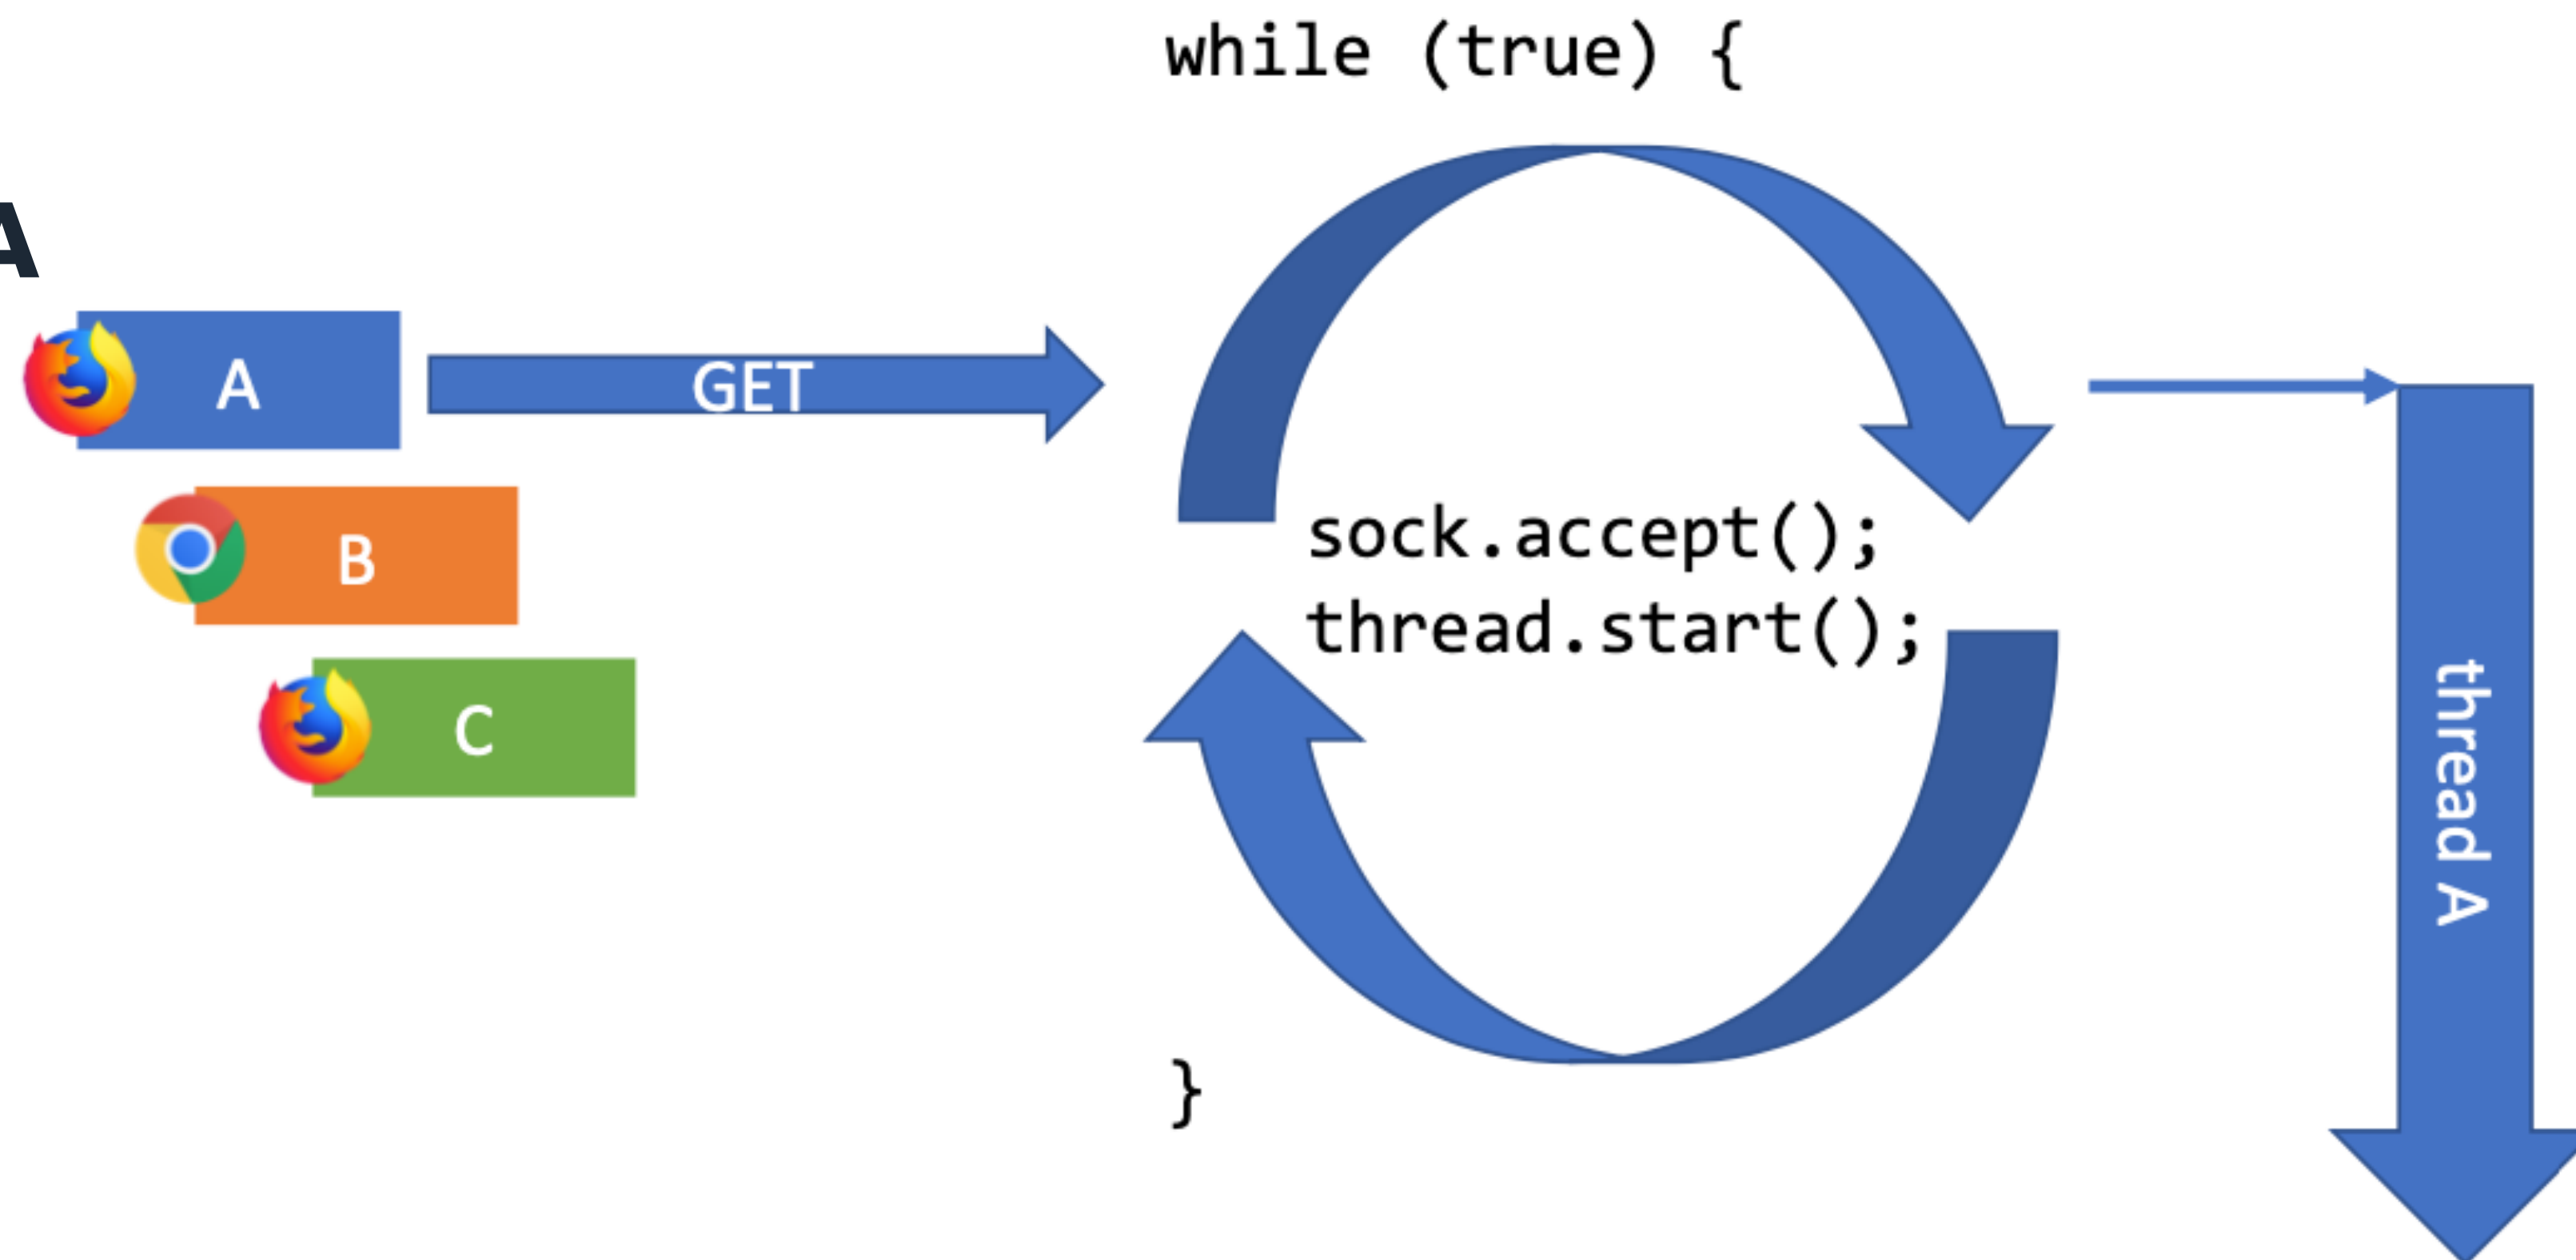 while (true) {
A
A
GET
B
C
sock.accept();
thread.start();
thread A
}